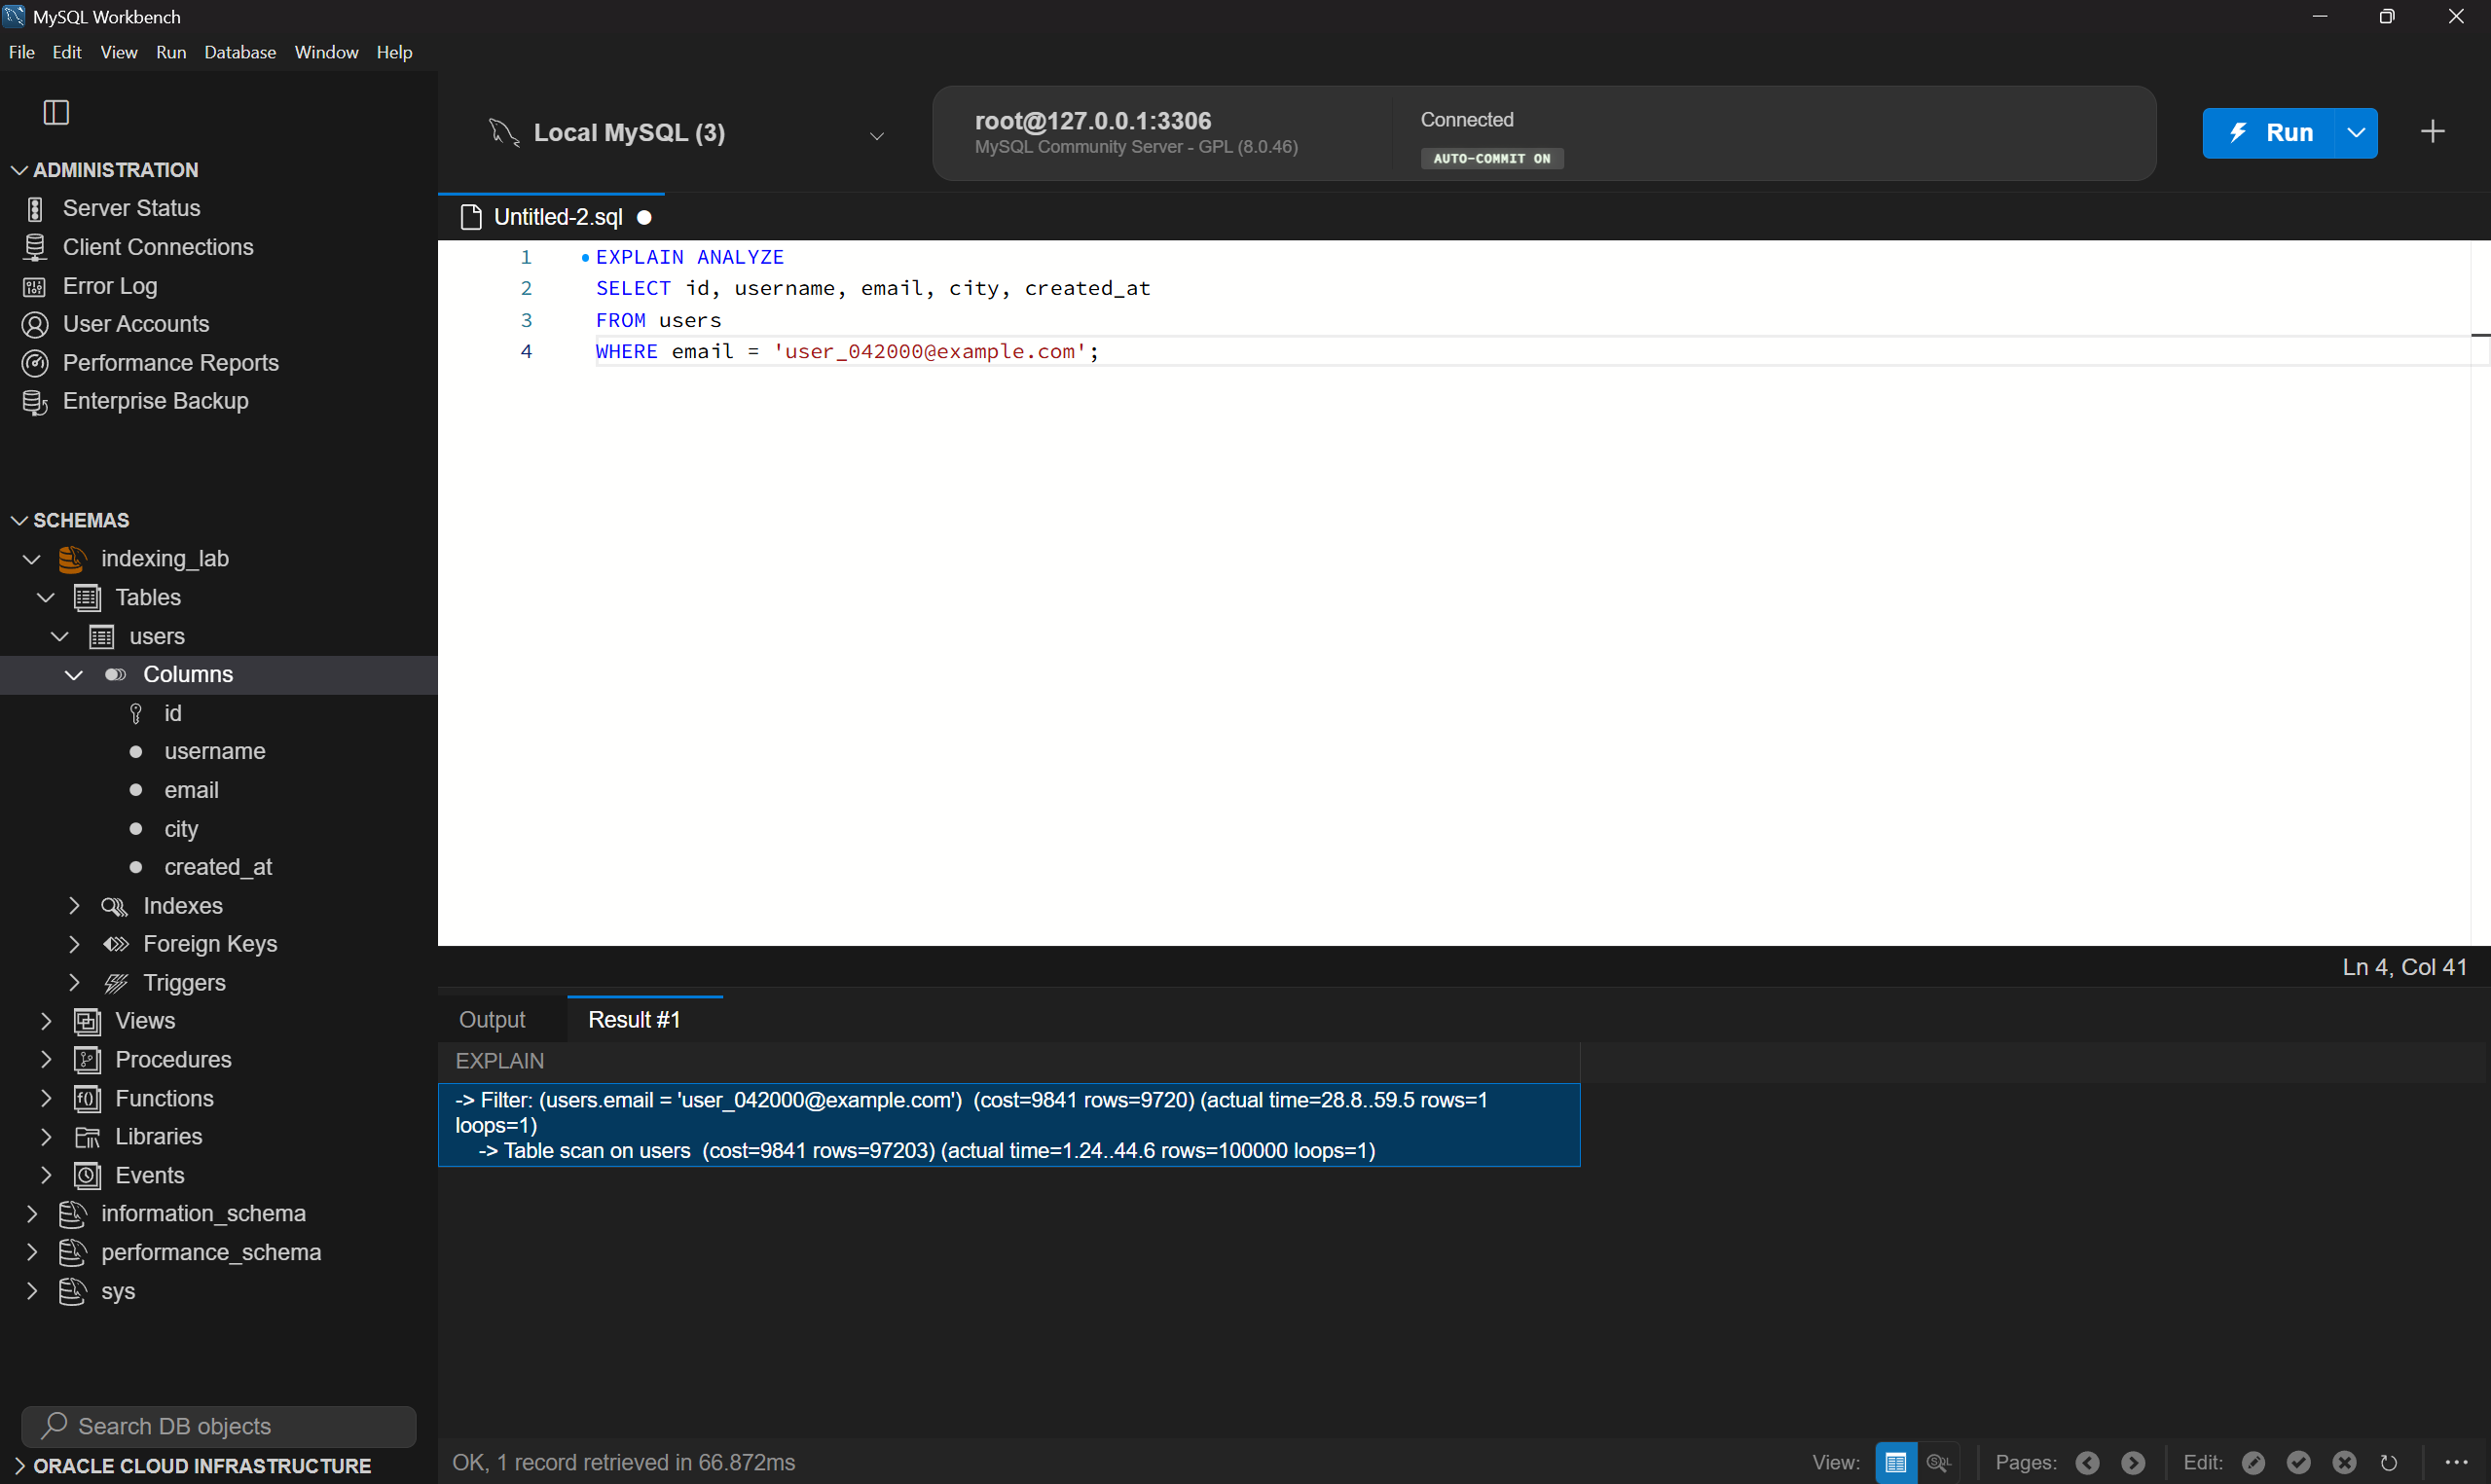 MySQL Workbench
File Edit View Run Database Window Help
Local MySQL (3)
root@127.0.0.1:3306
MySQL Community Server - GPL (8.0.46)
Connected
AUTO-COMMIT ON
Run
ADMINISTRATION
Server Status
Client Connections
Error Log
User Accounts
Performance Reports
Enterprise Backup
SCHEMAS
indexing_lab
Tables
users
Columns
id
username
email
city
created_at
Indexes
Foreign Keys
Triggers
Views
Procedures
Functions
Libraries
Events
information_schema
performance_schema
sys
Search DB objects
ORACLE CLOUD INFRASTRUCTURE
Untitled-2.sql
1 EXPLAIN ANALYZE
2 SELECT id, username, email, city, created_at
3 FROM users
4 WHERE email = 'user_042000@example.com';
Ln 4, Col 41
Output Result #1
EXPLAIN
-> Filter: (users.email = 'user_042000@example.com') (cost=9841 rows=9720) (actual time=28.8..59.5 rows=1
loops=1)
-> Table scan on users (cost=9841 rows=97203) (actual time=1.24..44.6 rows=100000 loops=1)
OK, 1 record retrieved in 66.872ms
View: Pages: Edit: